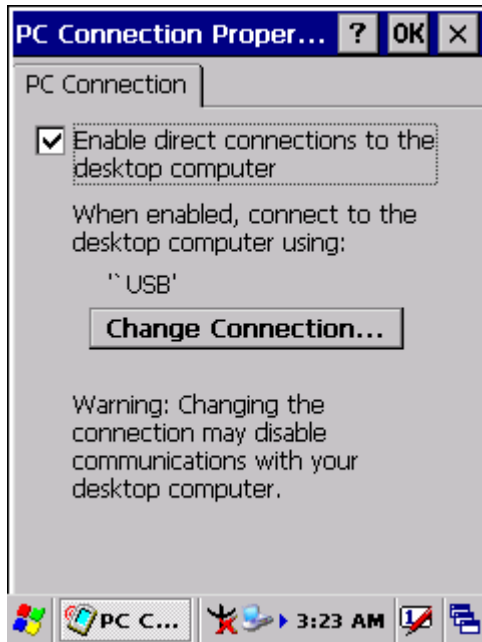 PC Connection Proper... ? OK ×
PC Connection
Enable direct connections to the
desktop computer
When enabled, connect to the
desktop computer using:
'`USB'
Change Connection...
Warning: Changing the
connection may disable
communications with your
desktop computer.
PC C... 3:23 AM 1